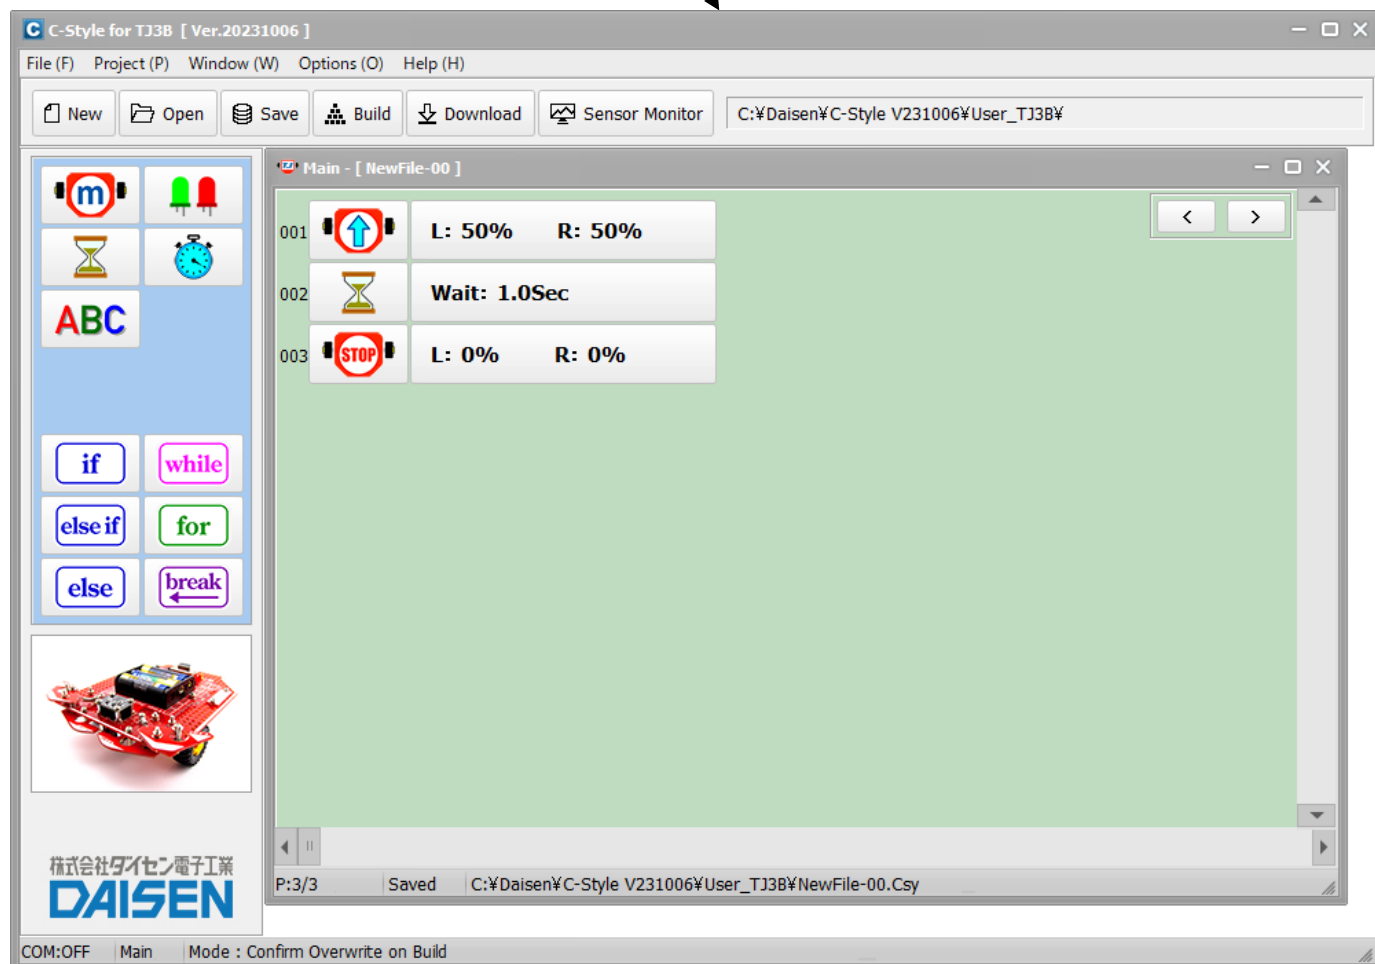 C-Style for TJ3B [ Ver.20231006 ]
File (F) Project (P) Window (W) Options (O) Help (H)
New Open Save Build Download Sensor Monitor C:¥Daisen¥C-Style V231006¥User_TJ3B¥
Main - [ NewFile-00 ]
m
< >
001 L: 50% R: 50%
002 Wait: 1.0Sec
ABC
003 STOP L: 0% R: 0%
if while
else if for
else break
株式会社ダイセン電子工業
DAISEN
P:3/3 Saved C:¥Daisen¥C-Style V231006¥User_TJ3B¥NewFile-00.Csy
COM:OFF Main Mode : Confirm Overwrite on Build